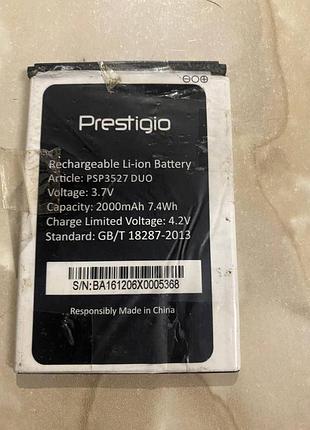 Prestigio
Rechargeable Li-ion Battery
Article: PSP3527 DUO
Voltage: 3.7V
Capacity: 2000mAh 7.4Wh
Charge Limited Voltage: 4.2V
Standard: GB/T 18287-2013
S/N:BA161206X0005368
Responsibly Made in China